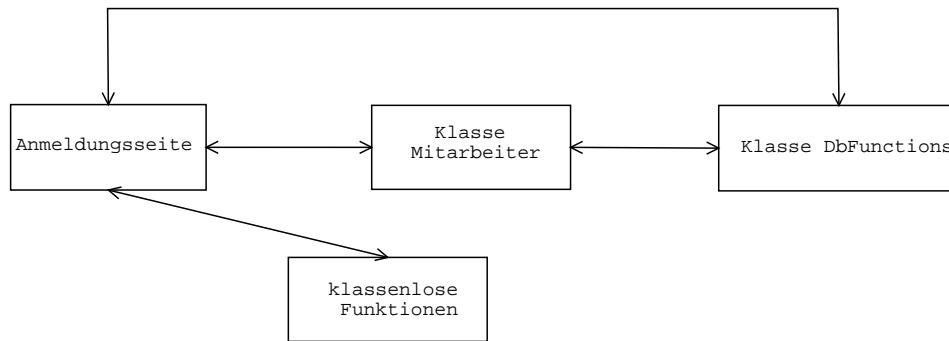 Anmeldungsseite
Klasse
Mitarbeiter
Klasse DbFunctions
klassenlose
Funktionen